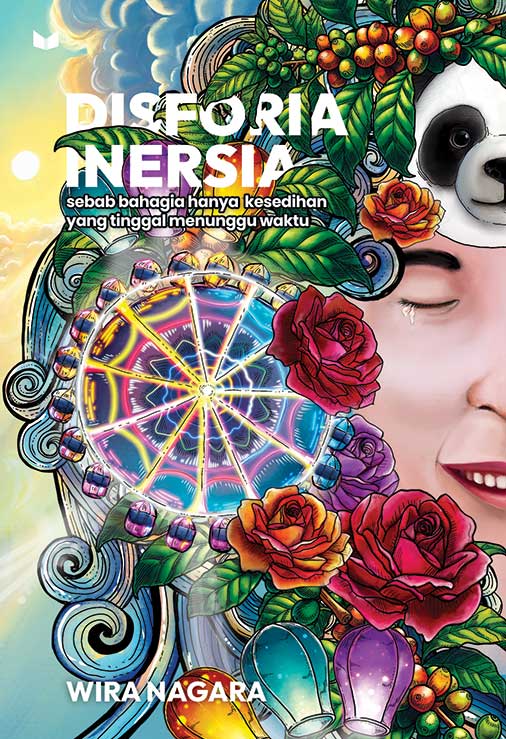 DISFORIA
INERSIA
sebab bahagia hanya kesedihan
yang tinggal menunggu waktu
WIRA NAGARA